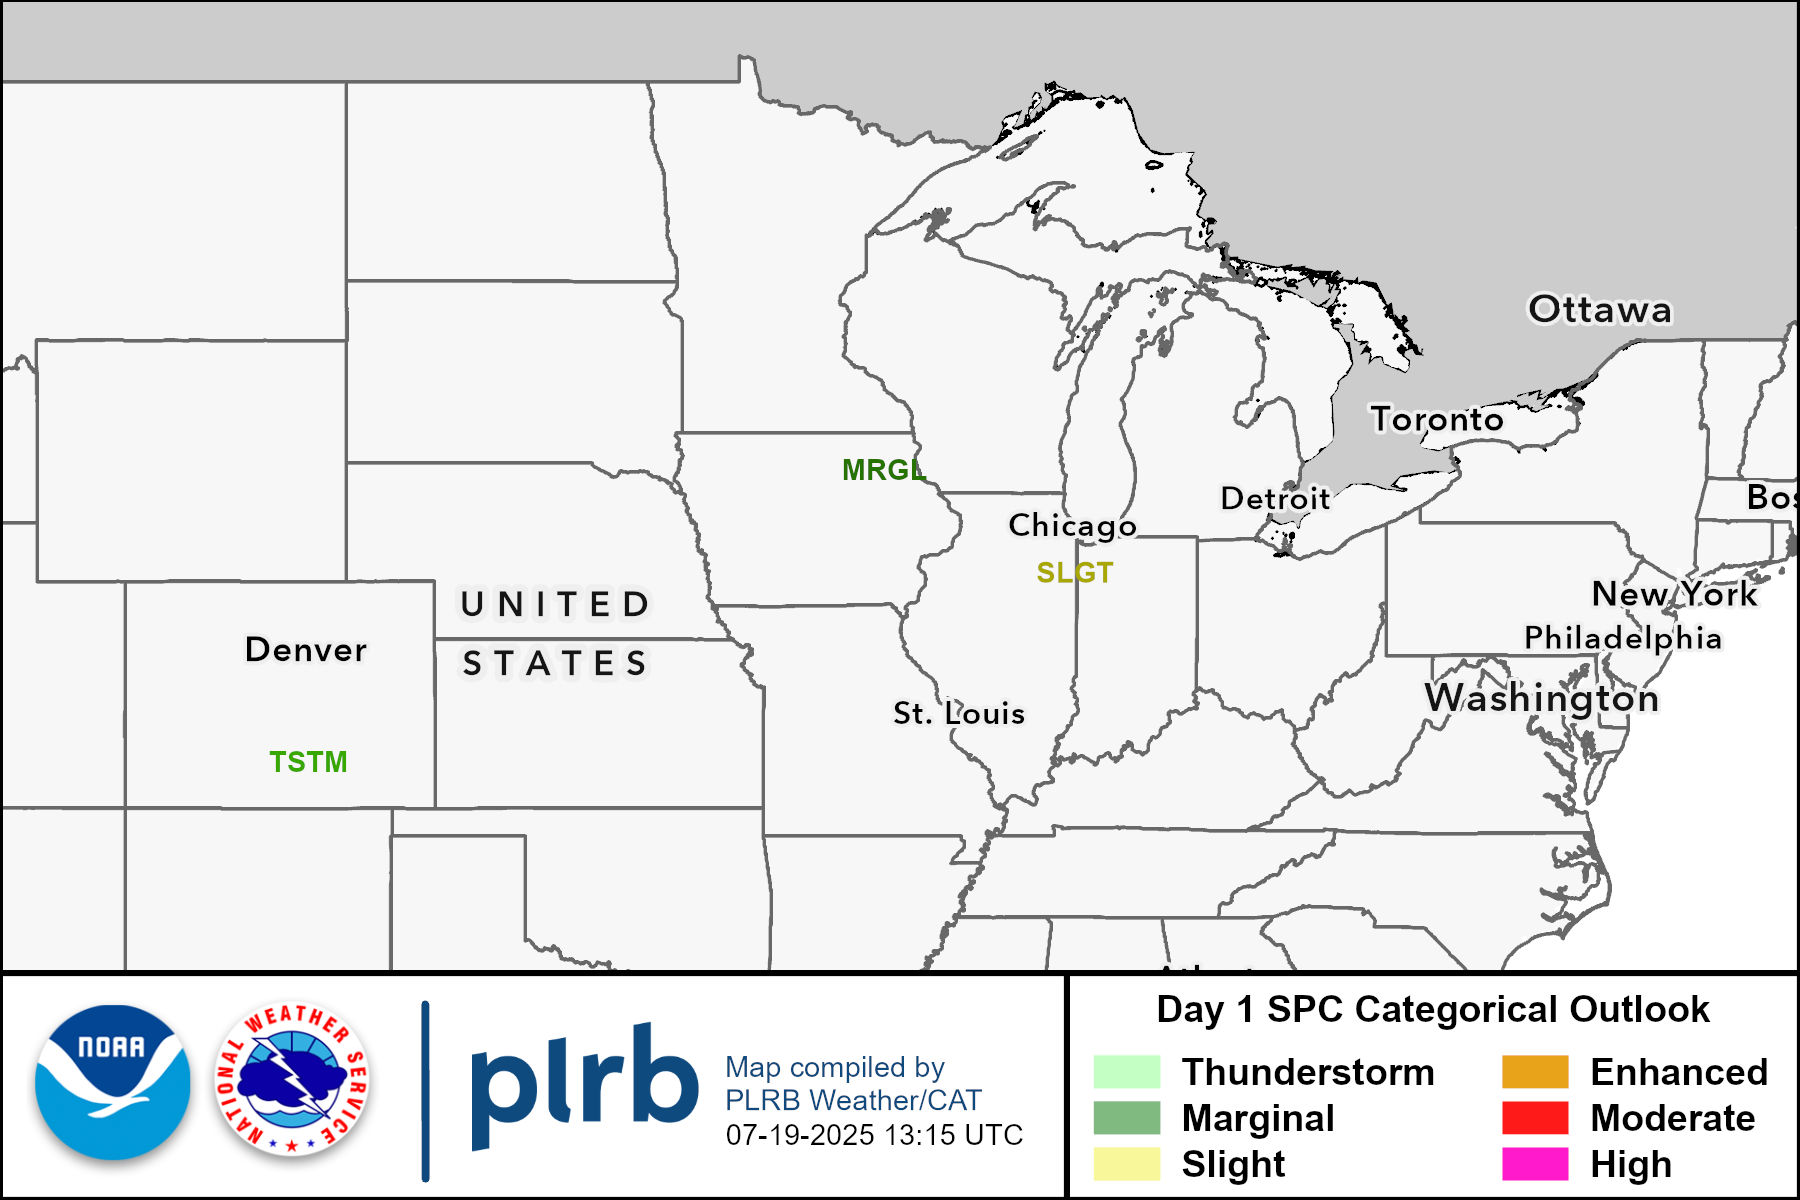 Ottawa
Toronto
MRGL
Detroit
Bos
Chicago
SLGT
New York
UNITED
Philadelphia
Denver
STATES
Washington
St. Louis
TSTM
NOAA
NATIONAL WEATHER SERVICE
plrb
Map compiled by
PLRB Weather/CAT
07-19-2025 13:15 UTC
Day 1 SPC Categorical Outlook
Thunderstorm
Marginal
Slight
Enhanced
Moderate
High